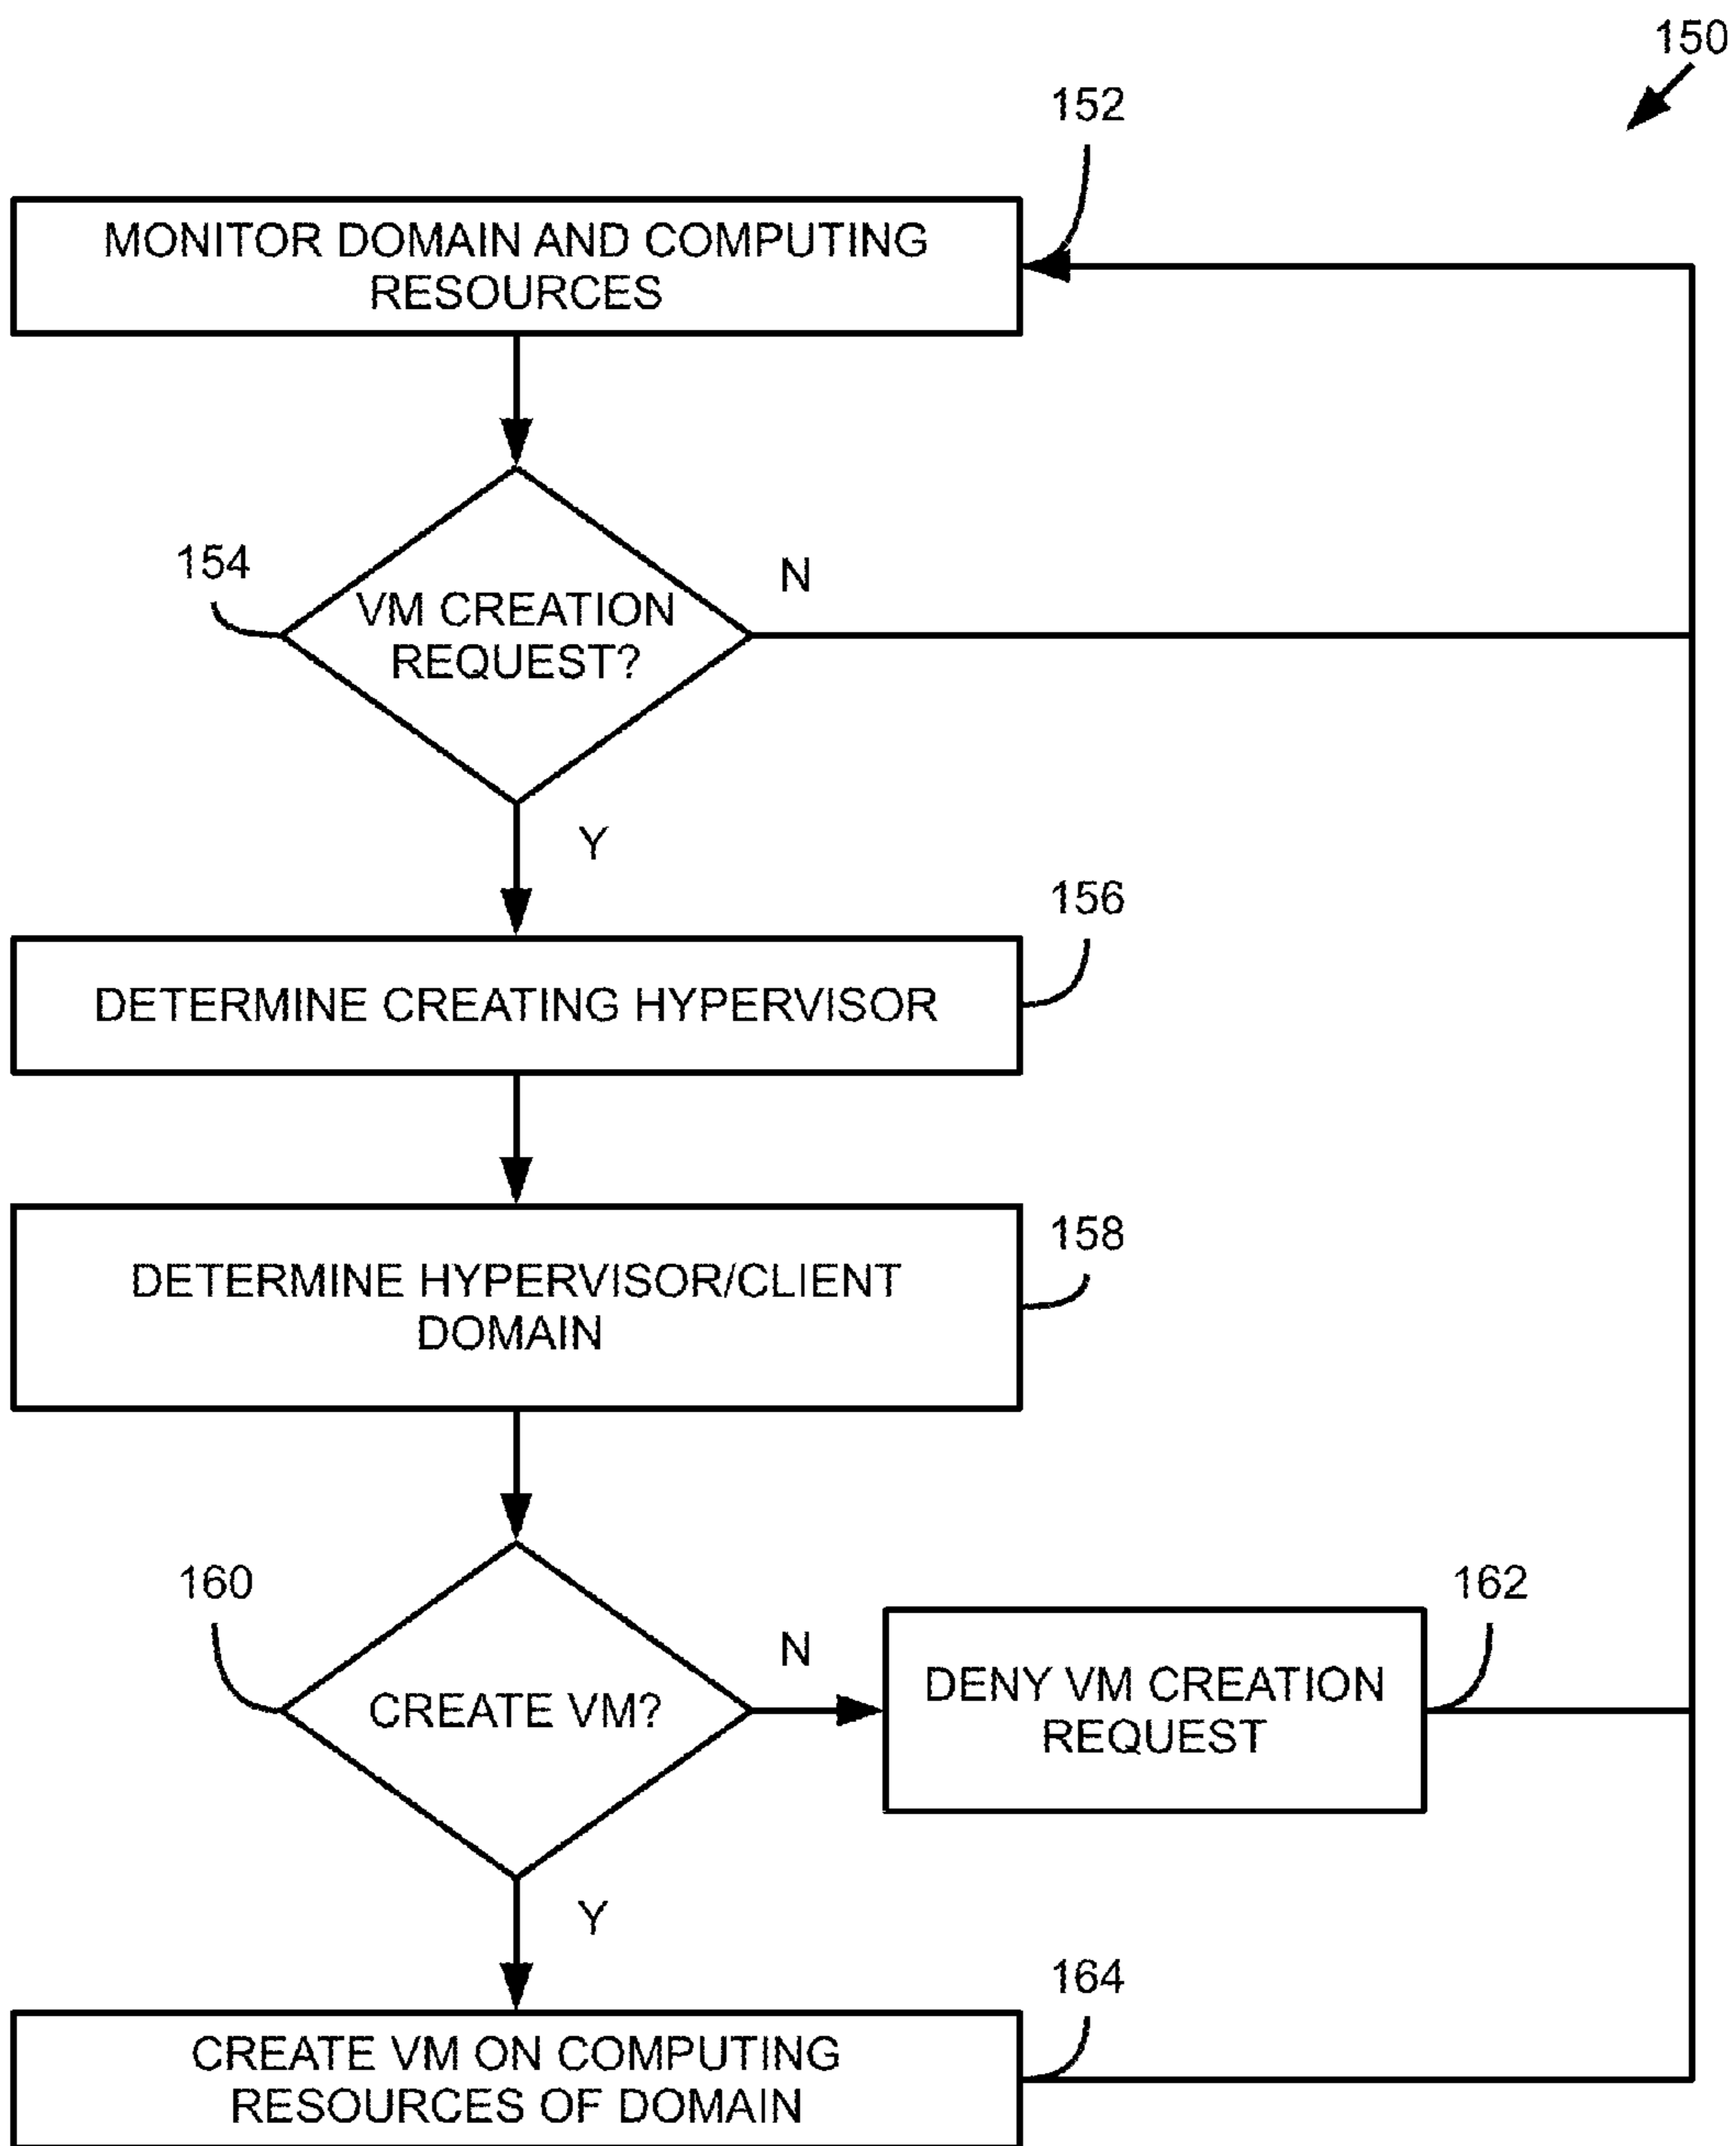 150
152
MONITOR DOMAIN AND COMPUTING
RESOURCES
154
N
VM CREATION
REQUEST?
Y
156
DETERMINE CREATING HYPERVISOR
158
DETERMINE HYPERVISOR/CLIENT
DOMAIN
160
162
N
CREATE VM?
DENY VM CREATION
REQUEST
Y
164
CREATE VM ON COMPUTING
RESOURCES OF DOMAIN